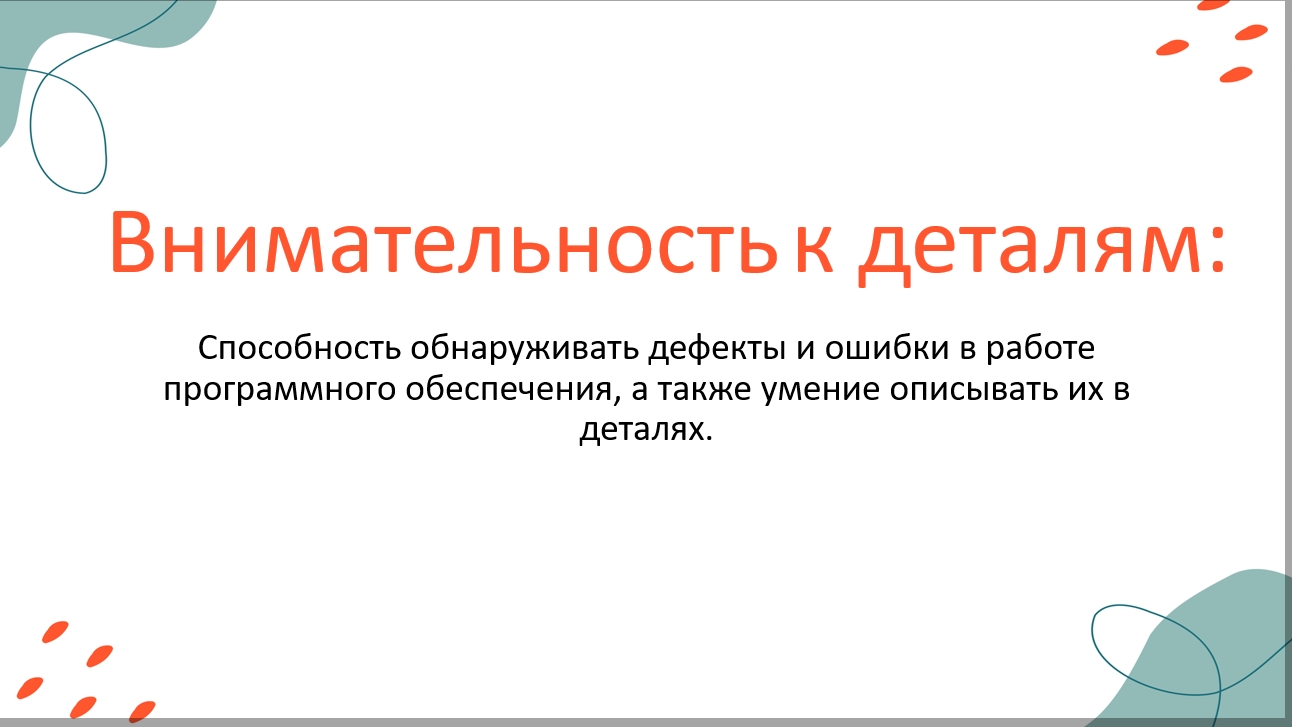 Внимательность к деталям:
Способность обнаруживать дефекты и ошибки в работе
программного обеспечения, а также умение описывать их в
деталях.